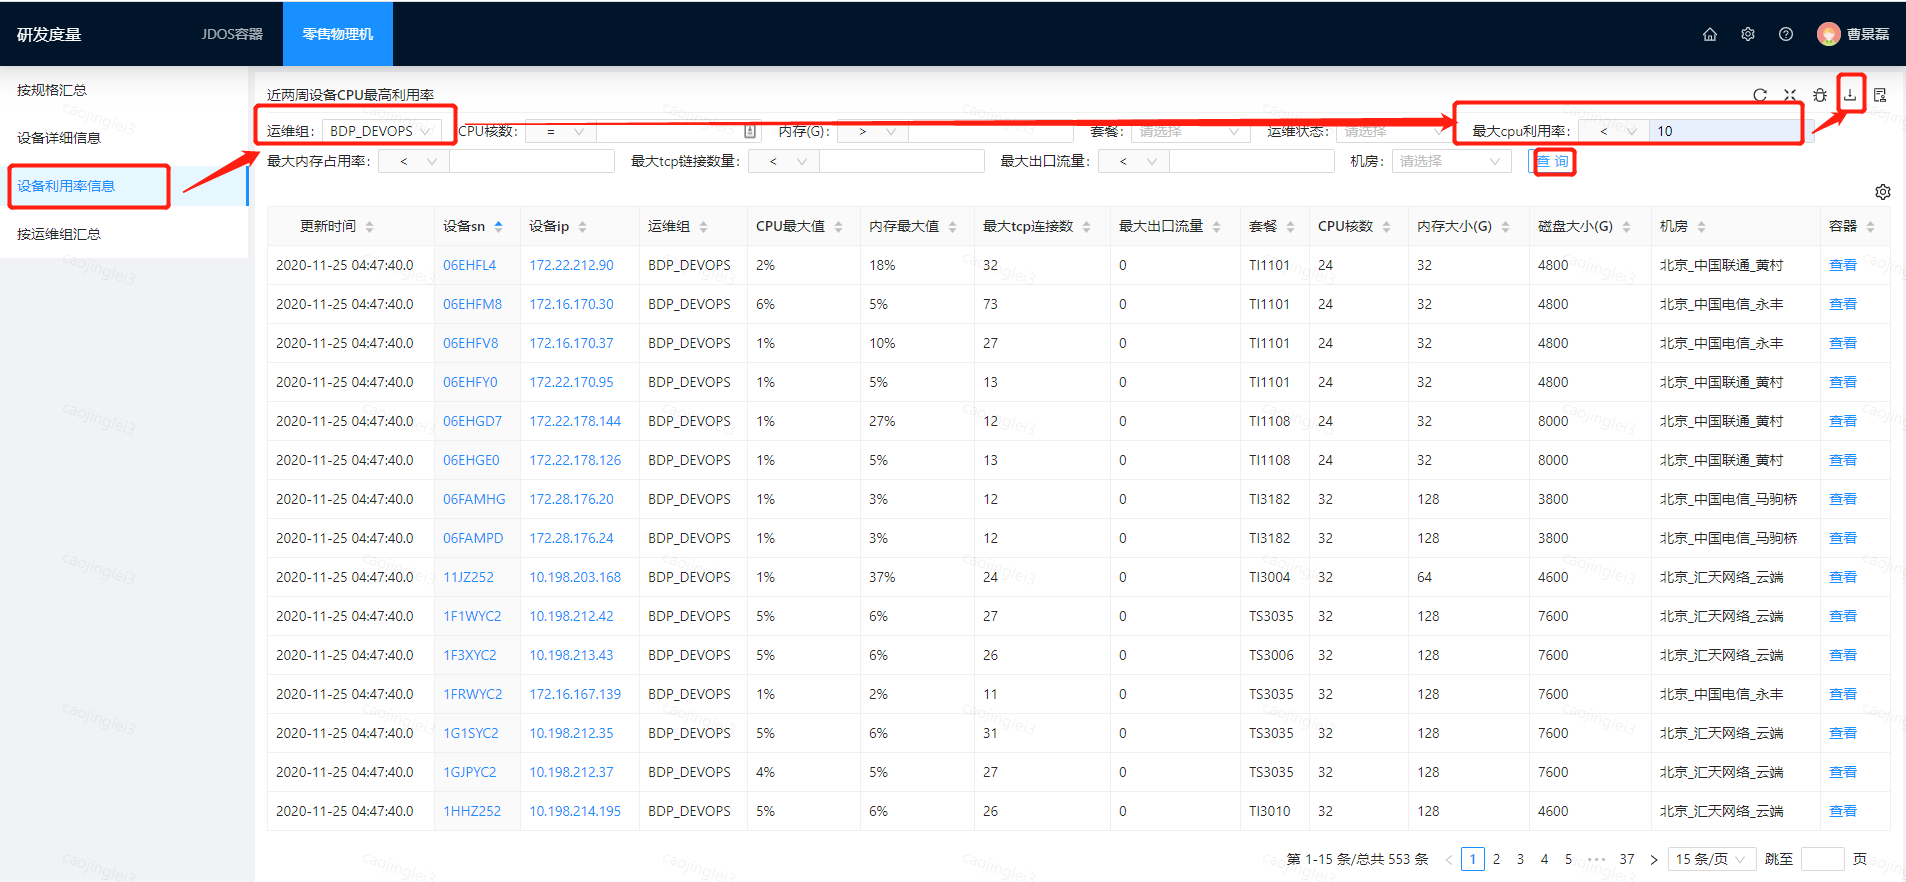 研发度量 JDOS容器 零售物理机 曹景磊
按规格汇总
设备详细信息
设备利用率信息
按运维组汇总
近两周设备CPU最高利用率
运维组: BDP_DEVOPS CPU核数: = 内存(G): > 套餐: 请选择 运维状态: 请选择 最大cpu利用率: < 10
最大内存占用率: < 最大tcp链接数量: < 最大出口流量: < 机房: 请选择 查 询
更新时间 设备sn 设备ip 运维组 CPU最大值 内存最大值 最大tcp连接数 最大出口流量 套餐 CPU核数 内存大小(G) 磁盘大小(G) 机房 容器
2020-11-25 04:47:40.0 06EHFL4 172.22.212.90 BDP_DEVOPS 2% 18% 32 0 TI1101 24 32 4800 北京_中国联通_黄村 查看
2020-11-25 04:47:40.0 06EHFM8 172.16.170.30 BDP_DEVOPS 6% 5% 73 0 TI1101 24 32 4800 北京_中国电信_永丰 查看
2020-11-25 04:47:40.0 06EHFV8 172.16.170.37 BDP_DEVOPS 1% 10% 27 0 TI1101 24 32 4800 北京_中国电信_永丰 查看
2020-11-25 04:47:40.0 06EHFY0 172.22.170.95 BDP_DEVOPS 1% 5% 13 0 TI1101 24 32 4800 北京_中国联通_黄村 查看
2020-11-25 04:47:40.0 06EHGD7 172.22.178.144 BDP_DEVOPS 1% 27% 12 0 TI1108 24 32 8000 北京_中国联通_黄村 查看
2020-11-25 04:47:40.0 06EHGE0 172.22.178.126 BDP_DEVOPS 1% 5% 13 0 TI1108 24 32 8000 北京_中国联通_黄村 查看
2020-11-25 04:47:40.0 06FAMHG 172.28.176.20 BDP_DEVOPS 1% 3% 12 0 TI3182 32 128 3800 北京_中国电信_马驹桥 查看
2020-11-25 04:47:40.0 06FAMPD 172.28.176.24 BDP_DEVOPS 1% 3% 12 0 TI3182 32 128 3800 北京_中国电信_马驹桥 查看
2020-11-25 04:47:40.0 11JZ252 10.198.203.168 BDP_DEVOPS 1% 37% 24 0 TI3004 32 64 4600 北京_汇天网络_云端 查看
2020-11-25 04:47:40.0 1F1WYC2 10.198.212.42 BDP_DEVOPS 5% 6% 27 0 TS3035 32 128 7600 北京_汇天网络_云端 查看
2020-11-25 04:47:40.0 1F3XYC2 10.198.213.43 BDP_DEVOPS 5% 6% 26 0 TS3006 32 128 7600 北京_汇天网络_云端 查看
2020-11-25 04:47:40.0 1FRWYC2 172.16.167.139 BDP_DEVOPS 1% 2% 11 0 TS3035 32 128 7600 北京_中国电信_永丰 查看
2020-11-25 04:47:40.0 1G1SYC2 10.198.212.35 BDP_DEVOPS 5% 6% 31 0 TS3035 32 128 7600 北京_汇天网络_云端 查看
2020-11-25 04:47:40.0 1GJPYC2 10.198.212.37 BDP_DEVOPS 4% 5% 27 0 TS3035 32 128 7600 北京_汇天网络_云端 查看
2020-11-25 04:47:40.0 1HHZ252 10.198.214.195 BDP_DEVOPS 5% 6% 26 0 TI3010 32 128 4600 北京_汇天网络_云端 查看
第 1-15 条/总共 553 条 < 1 2 3 4 5 ••• 37 > 15 条/页 跳至 页
caojinglei3